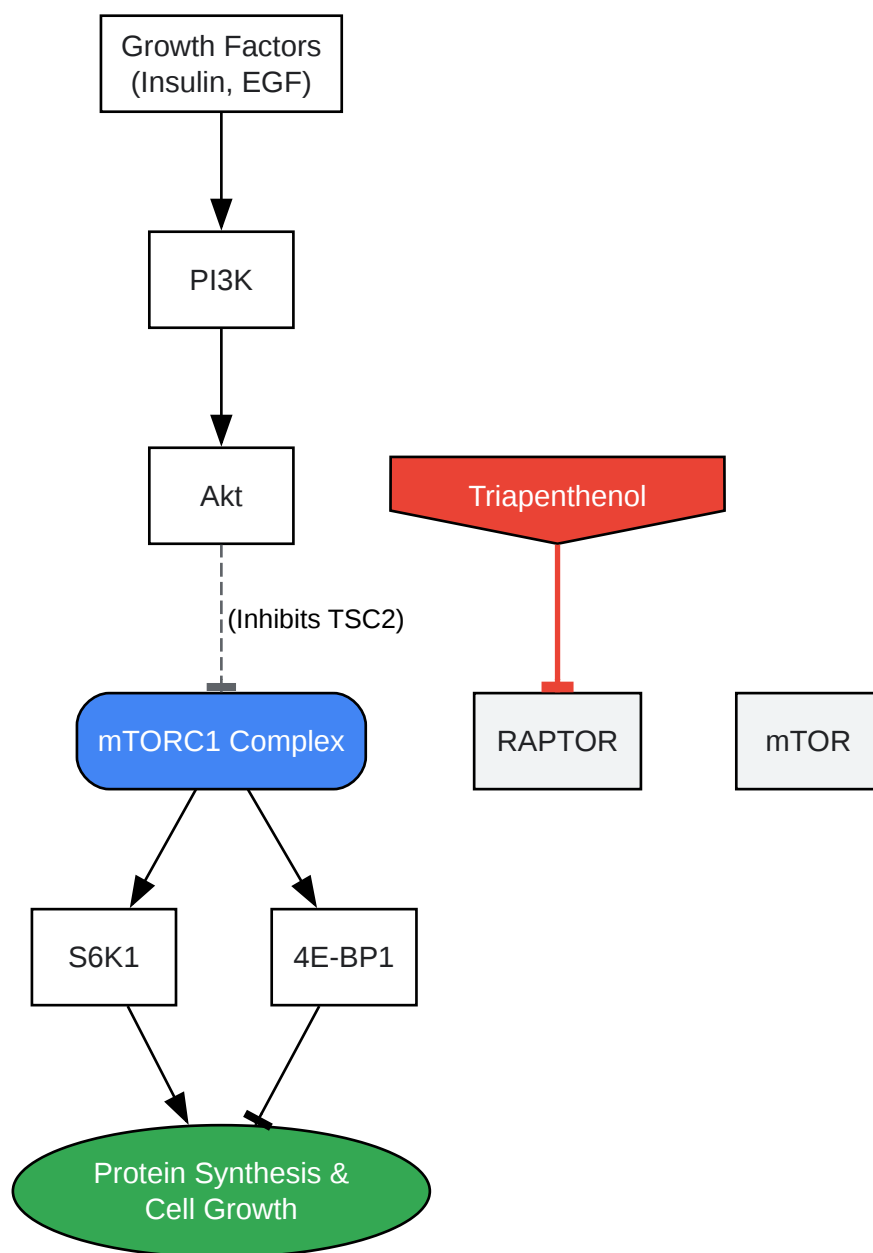 Growth Factors
(Insulin, EGF)
PI3K
Akt
Triapenthenol
(Inhibits TSC2)
mTORC1 Complex
RAPTOR
mTOR
S6K1
4E-BP1
Protein Synthesis &
Cell Growth